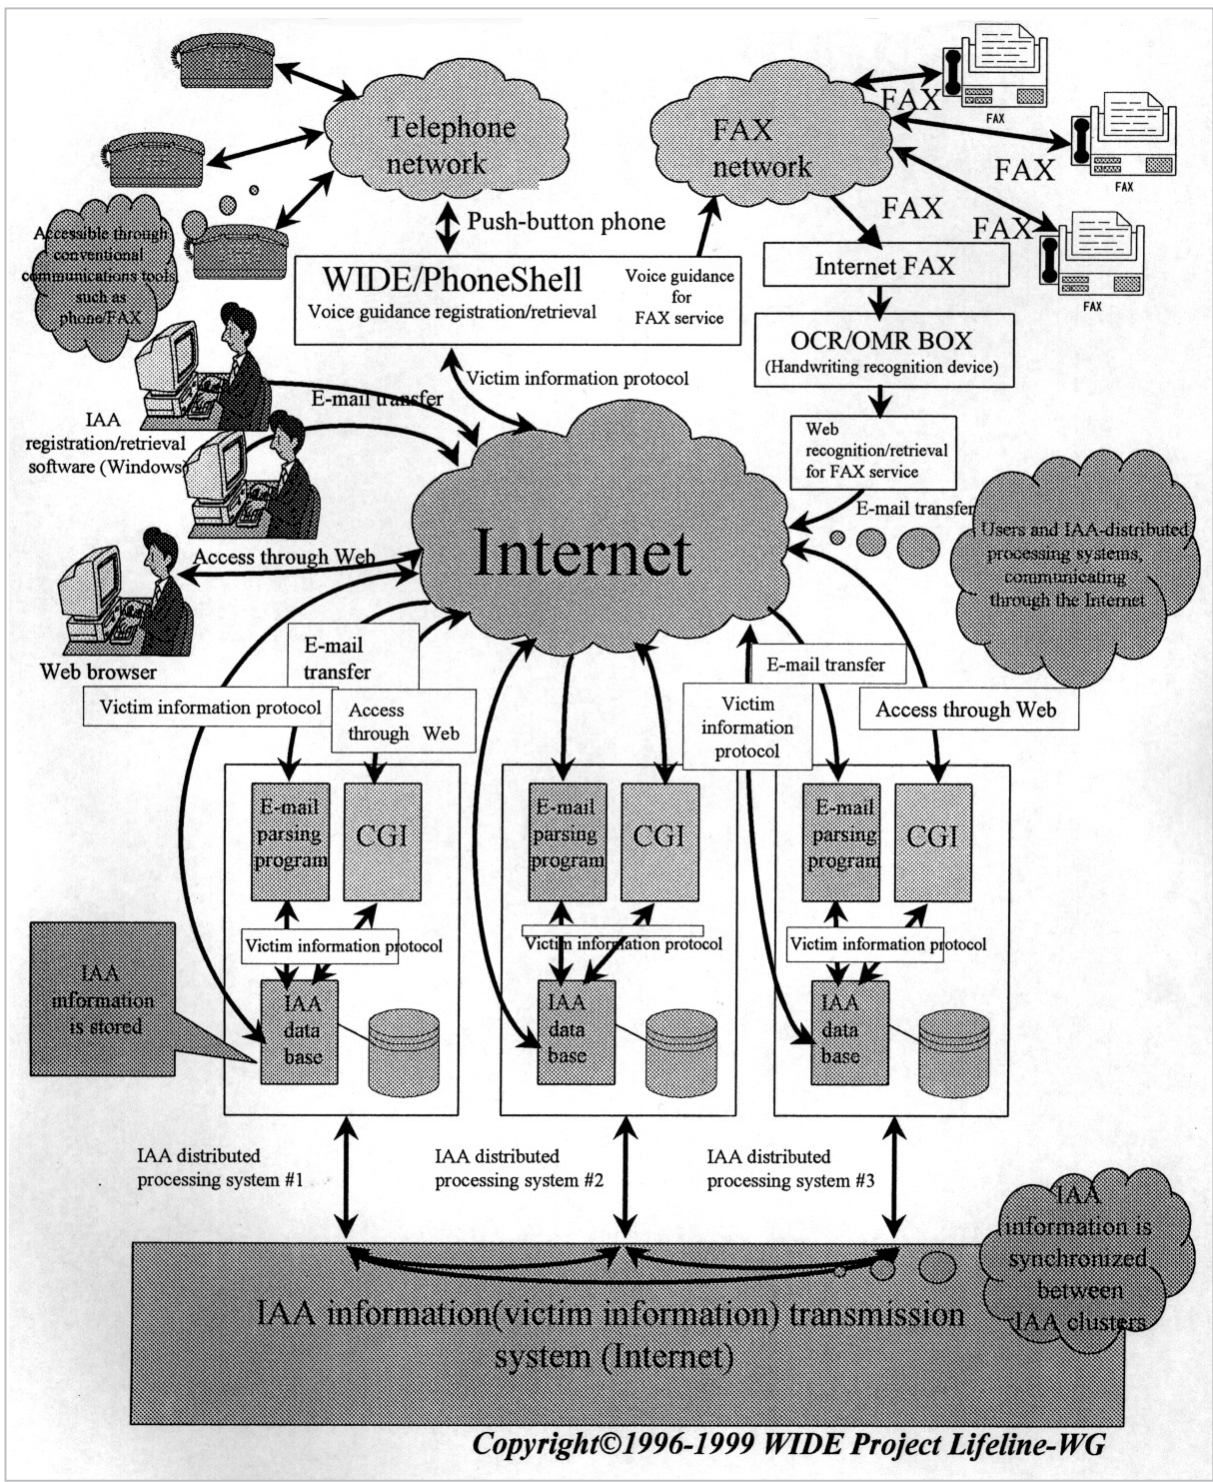 Telephone
network
FAX
network
FAX
FAX
FAX
FAX
FAX
FAX
FAX
Push-button phone
Accessible through
conventional
communications tools,
such as
phone/FAX
WIDE/PhoneShell
Voice guidance registration/retrieval
Voice guidance
for
FAX service
Internet FAX
OCR/OMR BOX
(Handwriting recognition device)
Victim information protocol
E-mail transfer
IAA
registration/retrieval
software (Windows)
Web
recognition/retrieval
for FAX service
E-mail transfer
Users and IAA-distributed
processing systems,
communicating
through the Internet
Internet
Access through Web
Web browser
E-mail
transfer
Victim information protocol
Access
through Web
Victim
information
protocol
E-mail transfer
Access through Web
E-mail
parsing
program
CGI
E-mail
parsing
program
CGI
E-mail
parsing
program
CGI
Victim information protocol
Victim information protocol
Victim information protocol
IAA
information
is stored
IAA
data
base
IAA
data
base
IAA
data
base
IAA distributed
processing system #1
IAA distributed
processing system #2
IAA distributed
processing system #3
IAA
information is
synchronized
between
IAA clusters
IAA information(victim information) transmission
system (Internet)
Copyright©1996-1999 WIDE Project Lifeline-WG